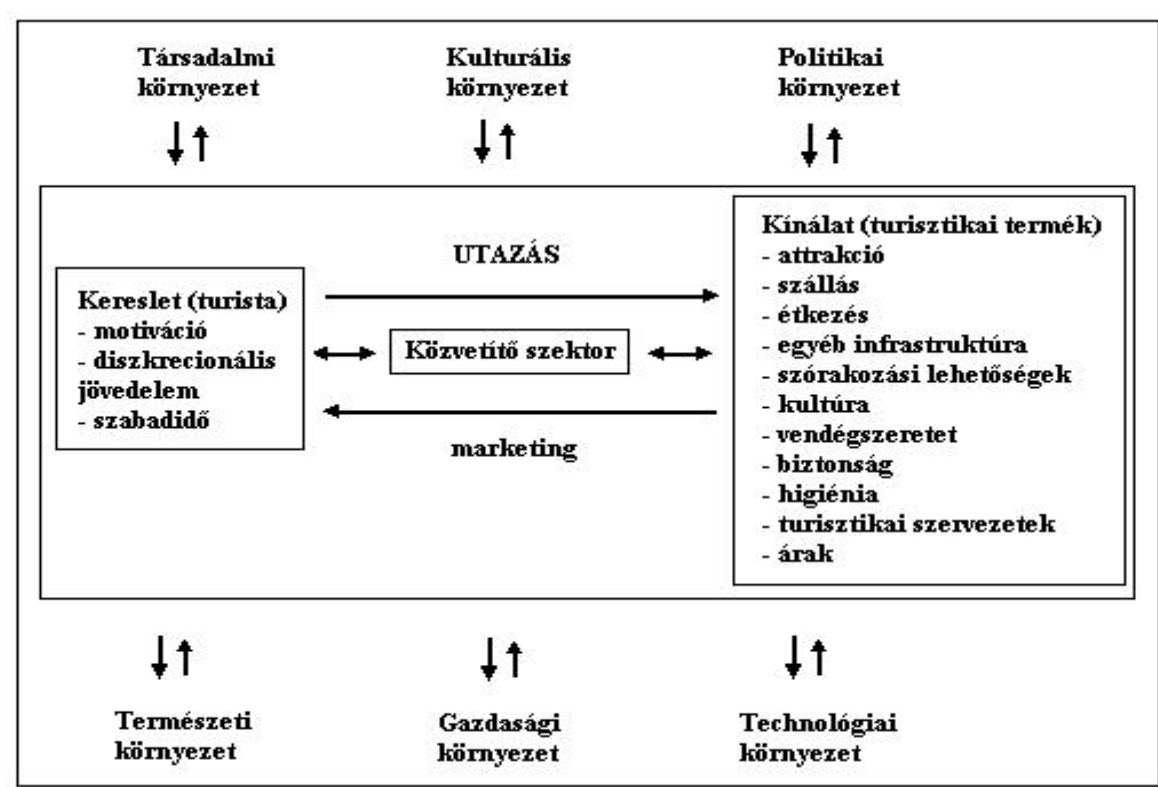 Társadalmi
környezet
Kulturális
környezet
Politikai
környezet
Kereslet (turista)
- motiváció
- diszkrecionális
jövedelem
- szabadidő
UTAZÁS
Közvetítő szektor
marketing
Kínálat (turisztikai termék)
- attrakció
- szállás
- étkezés
- egyéb infrastruktúra
- szórakozási lehetőségek
- kultúra
- vendégszeretet
- biztonság
- higiénia
- turisztikai szervezetek
- árak
Természeti
környezet
Gazdasági
környezet
Technológiai
környezet